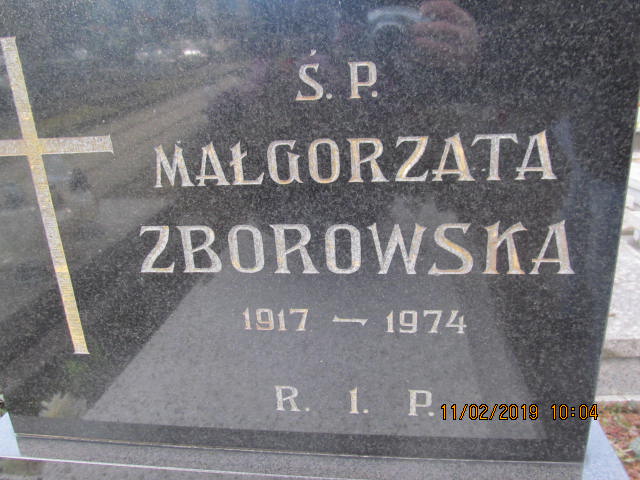 Ś. P.
MAŁGORZATA
ZBOROWSKA
1917 – 1974
R. I. P.
11/02/2019 10:04